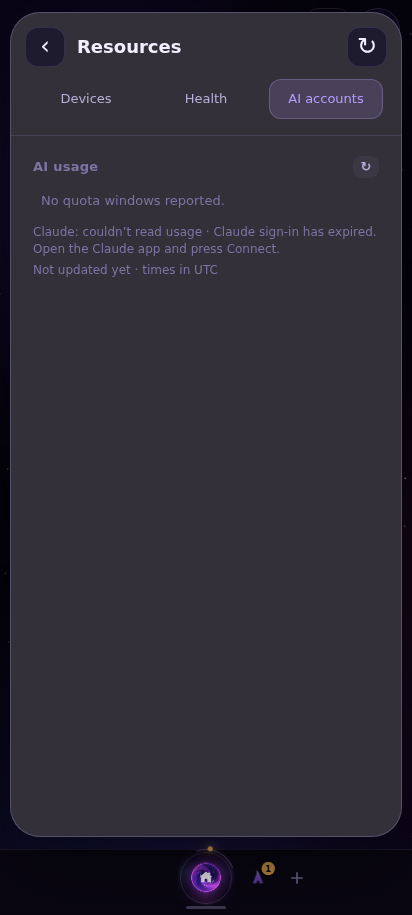 Resources
Devices
Health
AI accounts
AI usage
No quota windows reported.
Claude: couldn’t read usage · Claude sign-in has expired.
Open the Claude app and press Connect.
Not updated yet · times in UTC
1